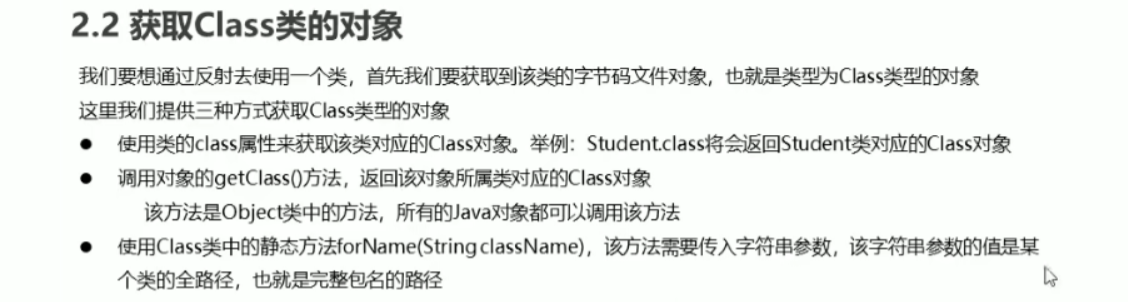 2.2 获取Class类的对象
我们要想通过反射去使用一个类，首先我们要获取到该类的字节码文件对象，也就是类型为Class类型的对象
这里我们提供三种方式获取Class类型的对象
● 使用类的class属性来获取该类对应的Class对象。举例：Student.class将会返回Student类对应的Class对象
● 调用对象的getClass()方法，返回该对象所属类对应的Class对象
该方法是Object类中的方法，所有的Java对象都可以调用该方法
● 使用Class类中的静态方法forName(String className)，该方法需要传入字符串参数，该字符串参数的值是某
个类的全路径，也就是完整包名的路径